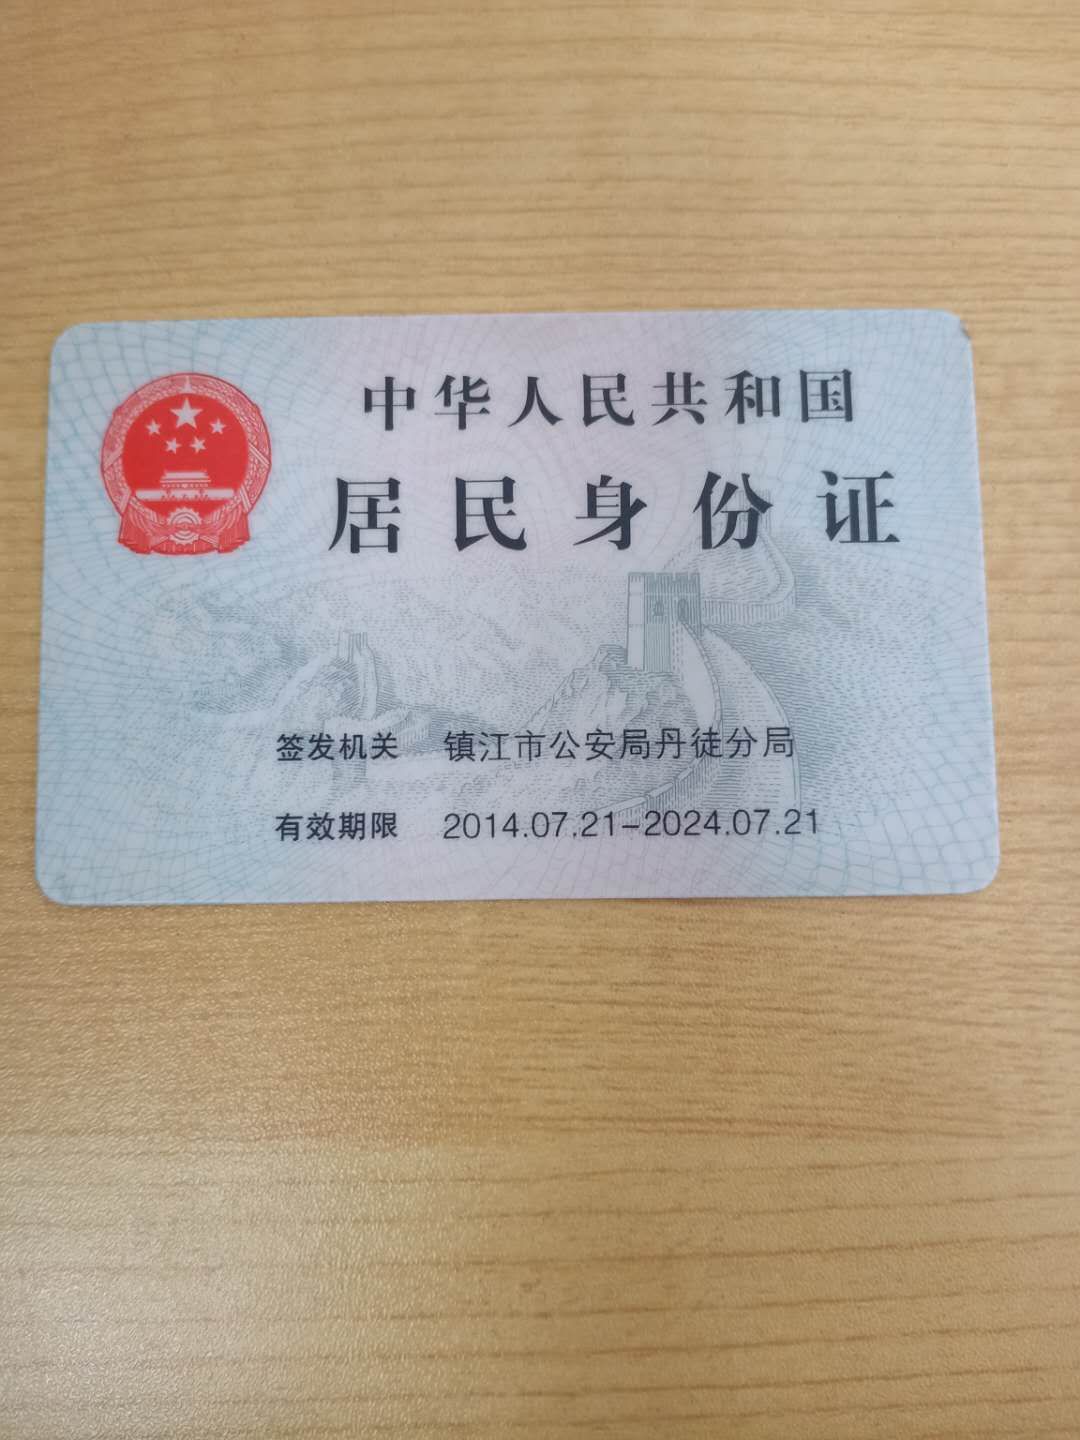 中华人民共和国
居民身份证
签发机关 镇江市公安局丹徒分局
有效期限 2014.07.21-2024.07.21